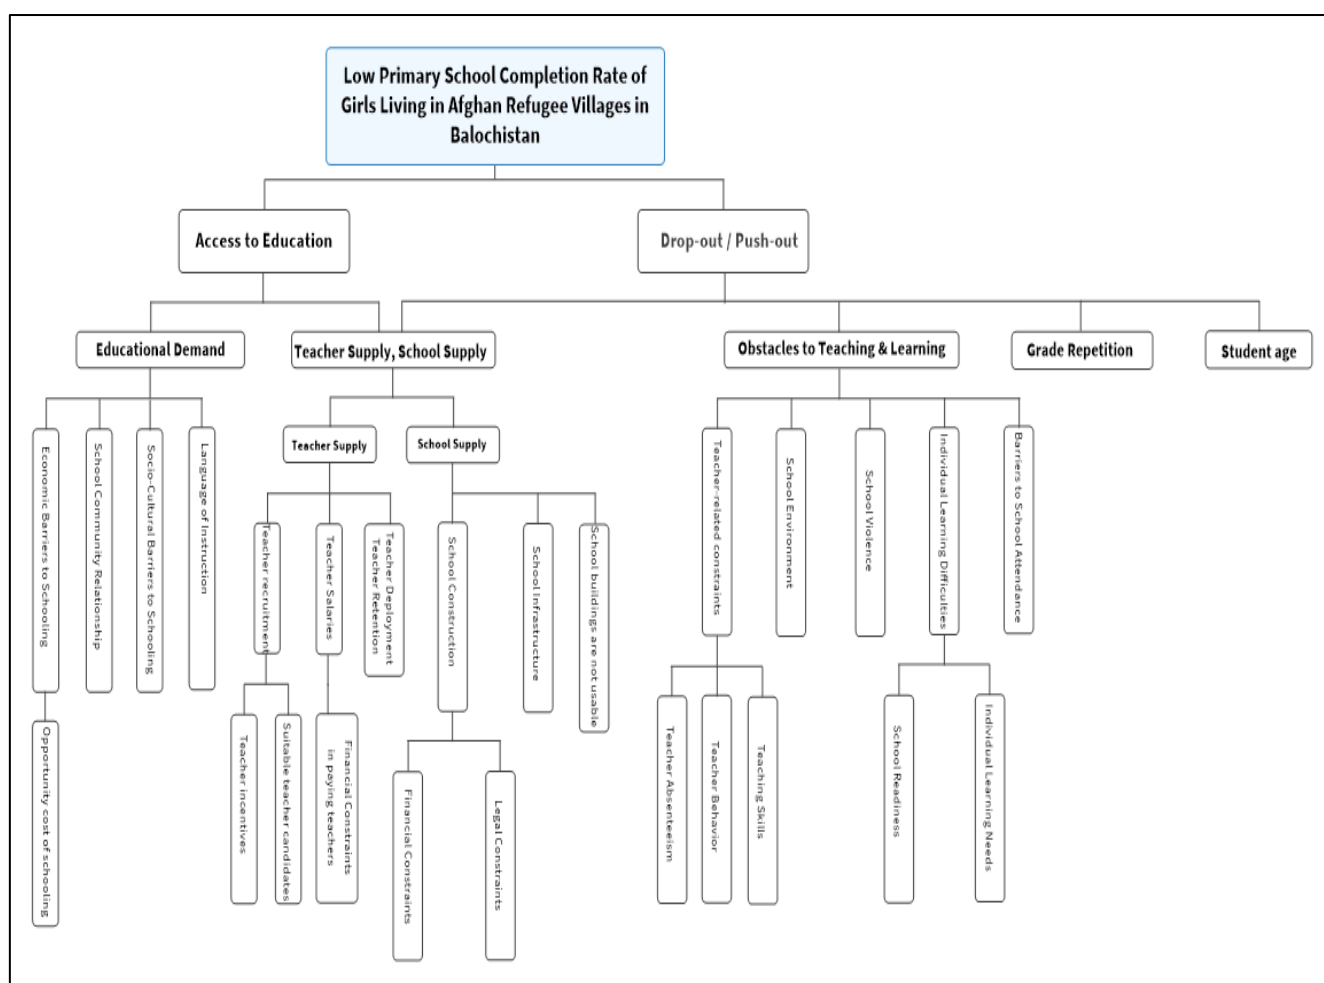 Low Primary School Completion Rate of
Girls Living in Afghan Refugee Villages in
Balochistan
Access to Education
Drop-out / Push-out
Educational Demand
Teacher Supply, School Supply
Obstacles to Teaching & Learning
Grade Repetition
Student age
Teacher Supply
School Supply
Economic Barriers to Schooling
School Community Relationship
Socio-Cultural Barriers to Schooling
Language of Instruction
Teacher recruitment
Teacher Salaries
Teacher Deployment
Teacher Retention
School Construction
School Infrastructure
School buildings are not usable
Teacher-related constraints
School Environment
School Violence
Individual Learning Difficulties
Barriers to School Attendance
Opportunity cost of schooling
Teacher incentives
Suitable teacher candidates
Financial Constraints
in paying teachers
Financial Constraints
Legal Constraints
Teacher Absenteeism
Teacher Behavior
Teaching Skills
School Readiness
Individual Learning Needs